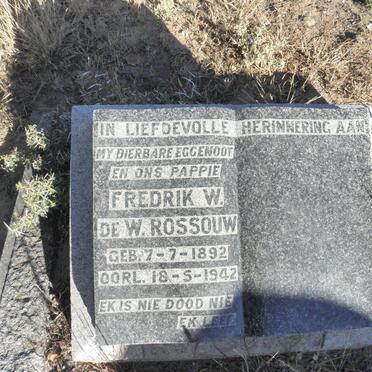 IN LIEFDEVOLLE HERINNERING AAN
MY DIERBARE EGGENOOT
EN ONS PAPPIE
FREDRIK W.
DE W. ROSSOUW
GEB. 7-7-1892
OORL. 18-5-1942
EK IS NIE DOOD NIE
EK LEEF